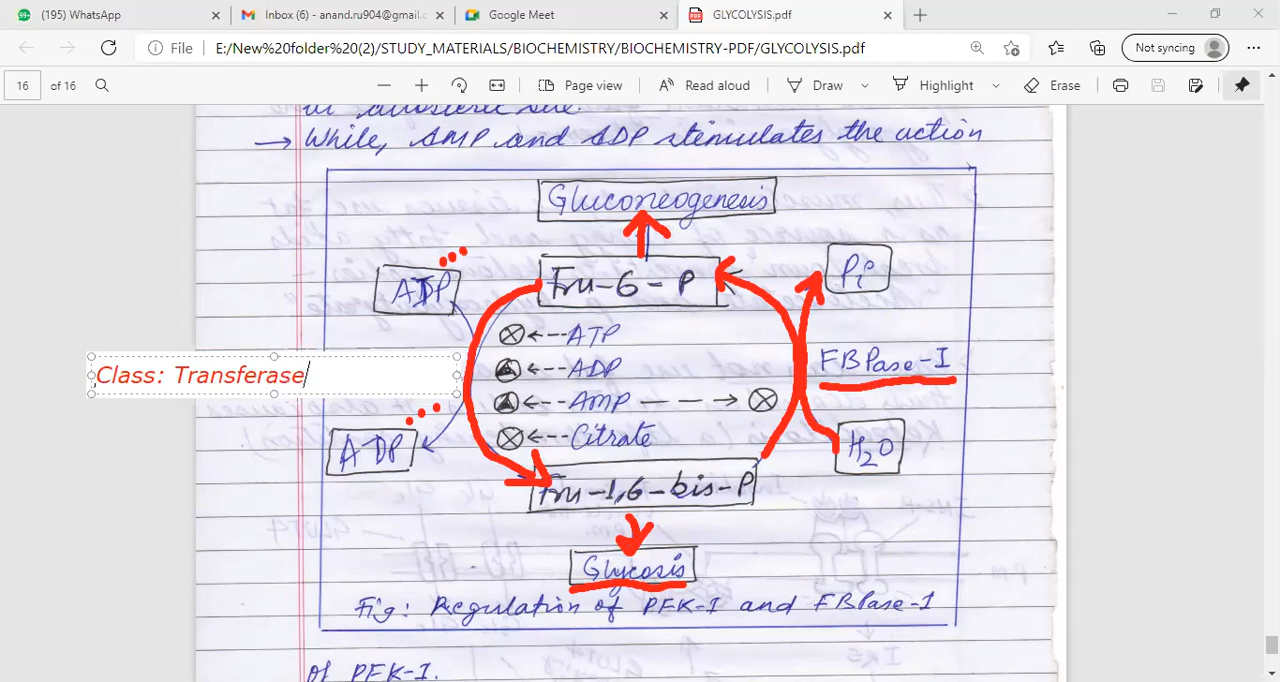 (195) WhatsApp
Inbox (6) - anand.ru904@gmail.c
Google Meet
GLYCOLYSIS.pdf
File
E:/New%20folder%20(2)/STUDY_MATERIALS/BIOCHEMISTRY/BIOCHEMISTRY-PDF/GLYCOLYSIS.pdf
Not syncing
16 of 16
Page view
Read aloud
Draw
Highlight
Erase
→ While, AMP and ADP stimulates the action
Gluconeogenesis
ATP
Fru-6-P
Pi
ATP
ADP
FBPase-I
Class: Transferase
AMP
Citrate
ADP
H2O
Fru-1,6-bis-P
Glycosis
Fig: Regulation of PFK-I and FBPase-I
of PFK-I.